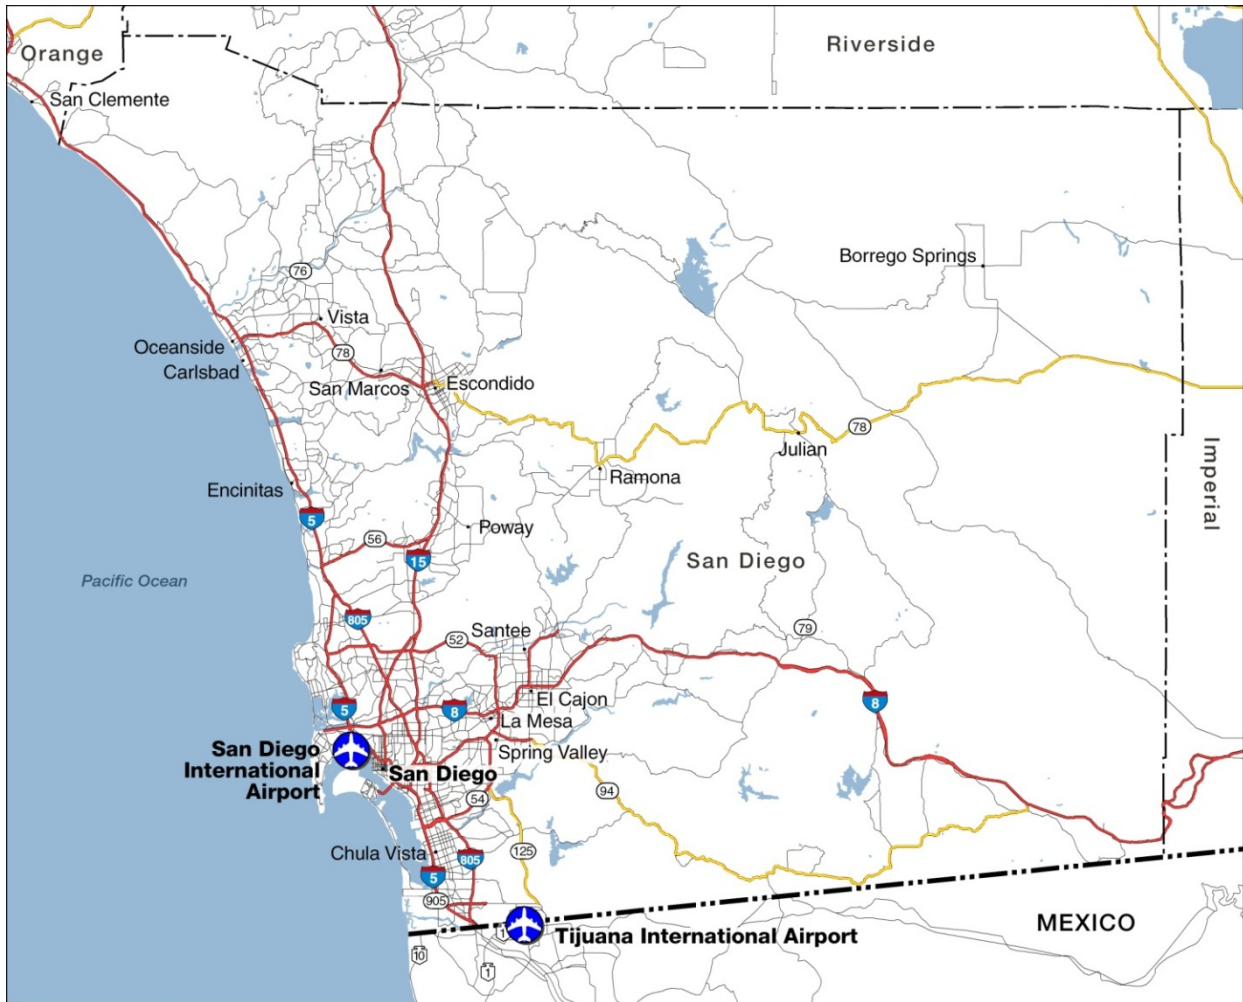 Orange
Riverside
San Clemente
Borrego Springs
76
Vista
Oceanside
78
Carlsbad
San Marcos
Escondido
78
Julian
Imperial
Ramona
Encinitas
5
Poway
56
15
San Diego
Pacific Ocean
805
79
Santee
52
El Cajon
8
5
8
La Mesa
San Diego
International
Airport
Spring Valley
San Diego
94
54
125
Chula Vista
805
5
905
MEXICO
1
Tijuana International Airport
10
1